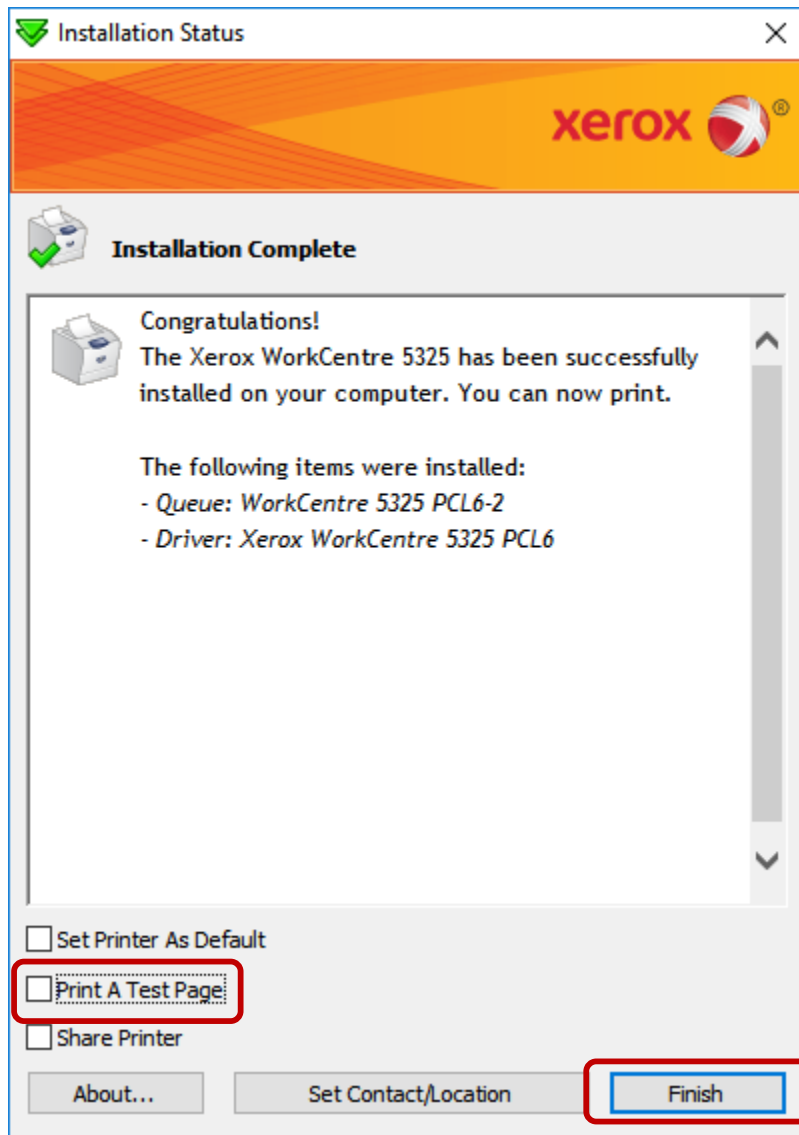 Installation Status
xerox ®
Installation Complete
Congratulations!
The Xerox WorkCentre 5325 has been successfully
installed on your computer. You can now print.
The following items were installed:
- Queue: WorkCentre 5325 PCL6-2
- Driver: Xerox WorkCentre 5325 PCL6
Set Printer As Default
Print A Test Page
Share Printer
About... Set Contact/Location Finish